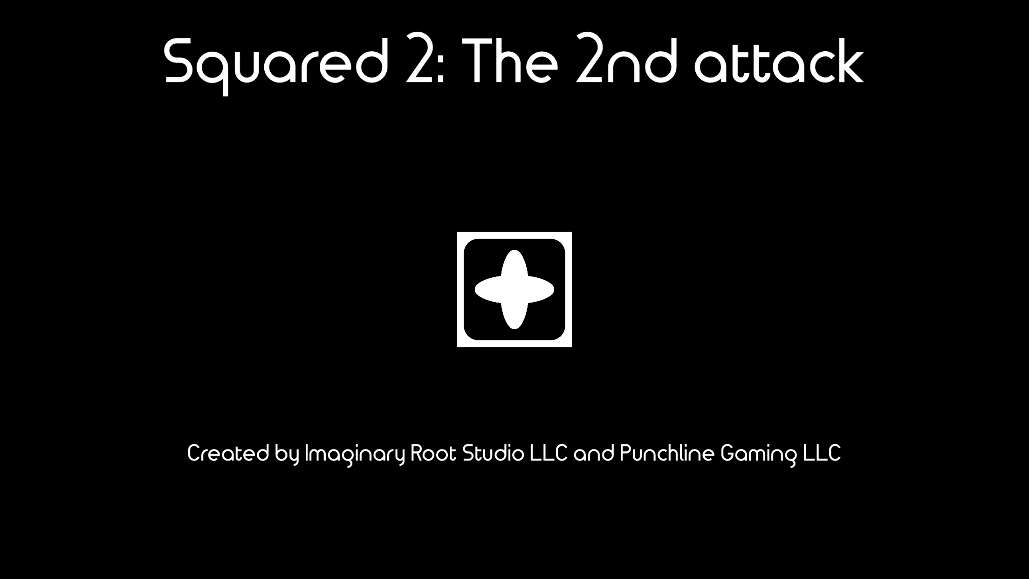 Squared 2: The 2nd attack
Created by Imaginary Root Studio LLC and Punchline Gaming LLC